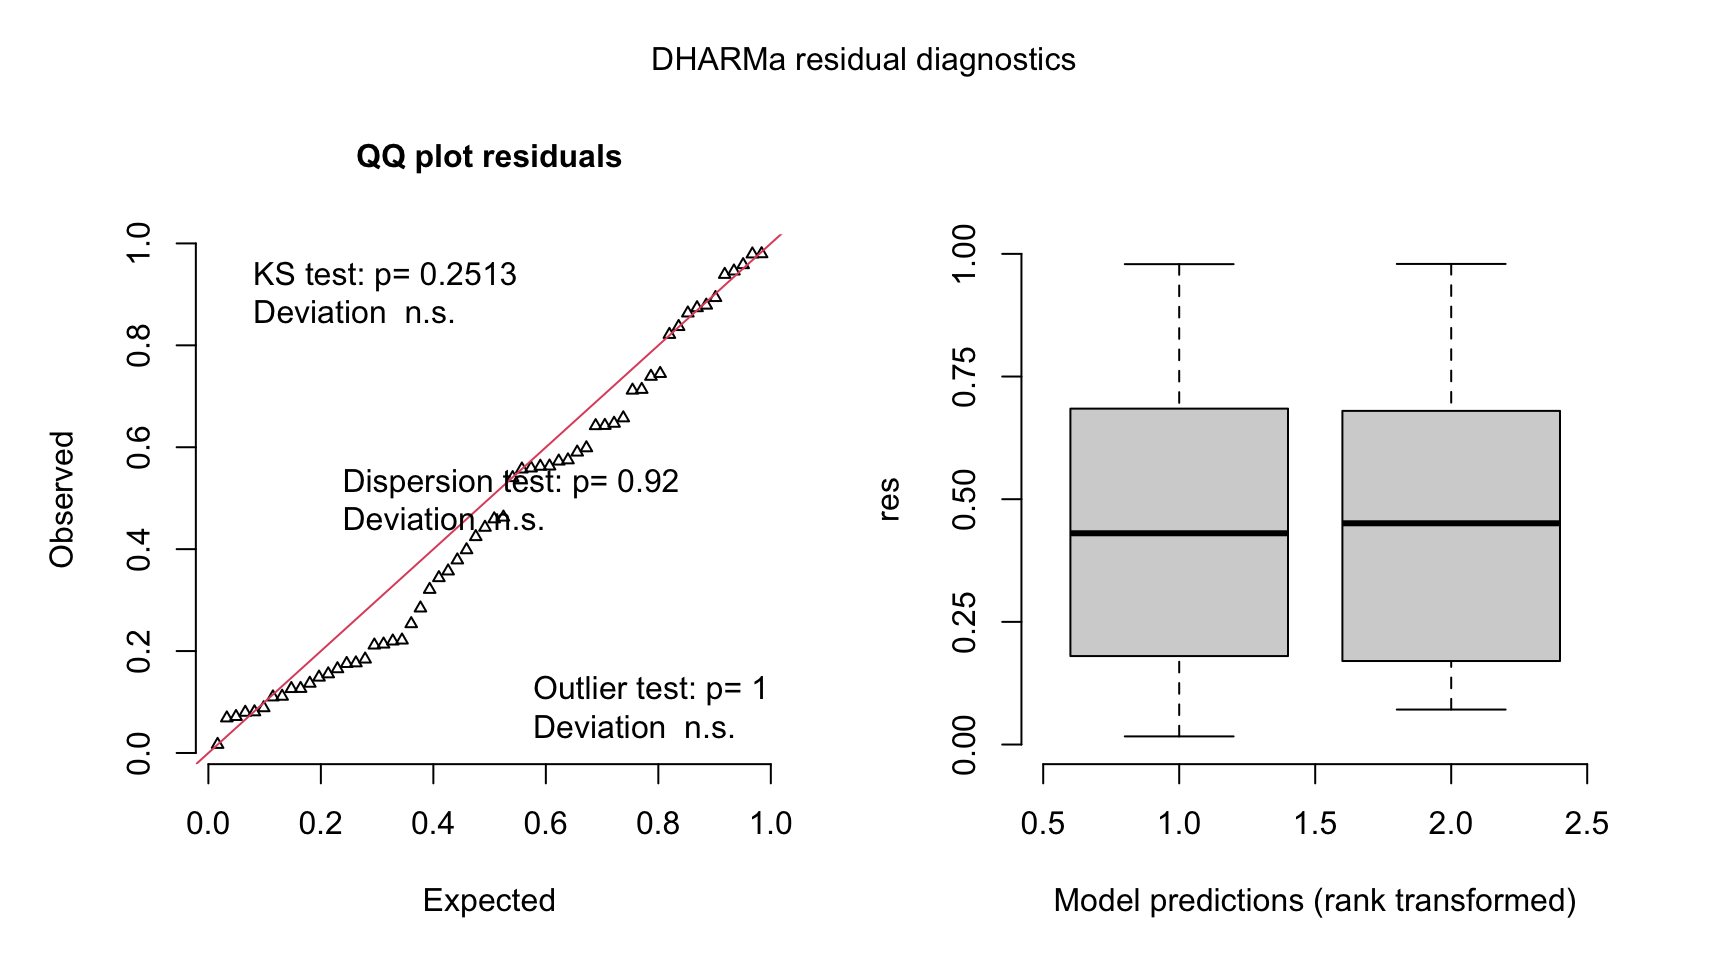 DHARMa residual diagnostics
QQ plot residuals
KS test: p= 0.2513
Deviation  n.s.
Dispersion test: p= 0.92
Deviation  n.s.
Outlier test: p= 1
Deviation  n.s.
Observed
0.0 0.2 0.4 0.6 0.8 1.0
0.0 0.2 0.4 0.6 0.8 1.0
Expected
res
0.00 0.25 0.50 0.75 1.00
0.5 1.0 1.5 2.0 2.5
Model predictions (rank transformed)